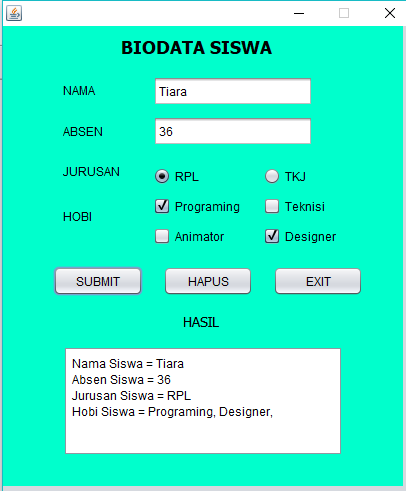 BIODATA SISWA
NAMA Tiara
ABSEN 36
JURUSAN RPL TKJ
HOBI Programing Teknisi
Animator Designer
SUBMIT HAPUS EXIT
HASIL
Nama Siswa = Tiara
Absen Siswa = 36
Jurusan Siswa = RPL
Hobi Siswa = Programing, Designer,